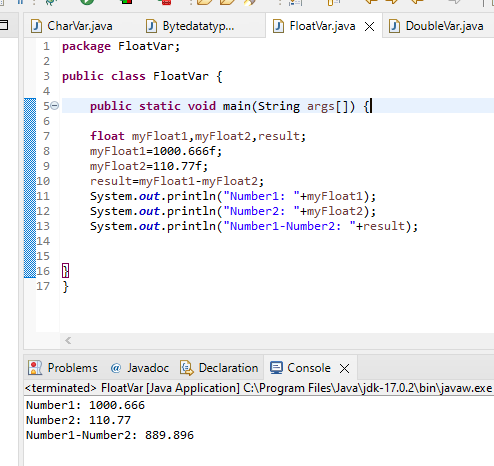 CharVar.java Bytedatatyp... FloatVar.java DoubleVar.java
1 package FloatVar;
2
3 public class FloatVar {
4
5 public static void main(String args[]) {
6
7 float myFloat1,myFloat2,result;
8 myFloat1=1000.666f;
9 myFloat2=110.77f;
10 result=myFloat1-myFloat2;
11 System.out.println("Number1: "+myFloat1);
12 System.out.println("Number2: "+myFloat2);
13 System.out.println("Number1-Number2: "+result);
14
15
16 }
17 }
Problems @ Javadoc Declaration Console
<terminated> FloatVar [Java Application] C:\Program Files\Java\jdk-17.0.2\bin\javaw.exe
Number1: 1000.666
Number2: 110.77
Number1-Number2: 889.896